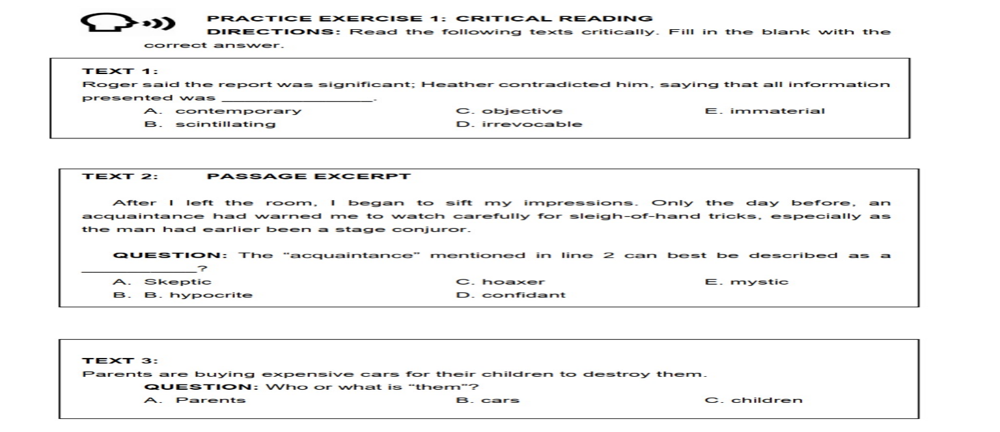 PRACTICE EXERCISE 1: CRITICAL READING
DIRECTIONS: Read the following texts critically. Fill in the blank with the
correct answer.
TEXT 1:
Roger said the report was significant; Heather contradicted him, saying that all information
presented was ________________.
A. contemporary C. objective E. immaterial
B. scintillating D. irrevocable
TEXT 2: PASSAGE EXCERPT
After I left the room, I began to sift my impressions. Only the day before, an
acquaintance had warned me to watch carefully for sleigh-of-hand tricks, especially as
the man had earlier been a stage conjuror.
QUESTION: The “acquaintance” mentioned in line 2 can best be described as a
____________?
A. Skeptic C. hoaxer E. mystic
B. B. hypocrite D. confidant
TEXT 3:
Parents are buying expensive cars for their children to destroy them.
QUESTION: Who or what is “them”?
A. Parents B. cars C. children